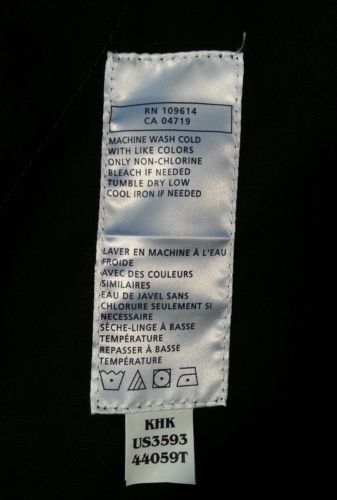 RN 109614
CA 04719
MACHINE WASH COLD
WITH LIKE COLORS
ONLY NON-CHLORINE
BLEACH IF NEEDED
TUMBLE DRY LOW
COOL IRON IF NEEDED
LAVER EN MACHINE À L'EAU
FROIDE
AVEC DES COULEURS
SIMILAIRES
EAU DE JAVEL SANS
CHLORURE SEULEMENT SI
NECESSAIRE
SÈCHE-LINGE À BASSE
TEMPÉRATURE
REPASSER À BASSE
TEMPÉRATURE
KHK
US3593
44059T